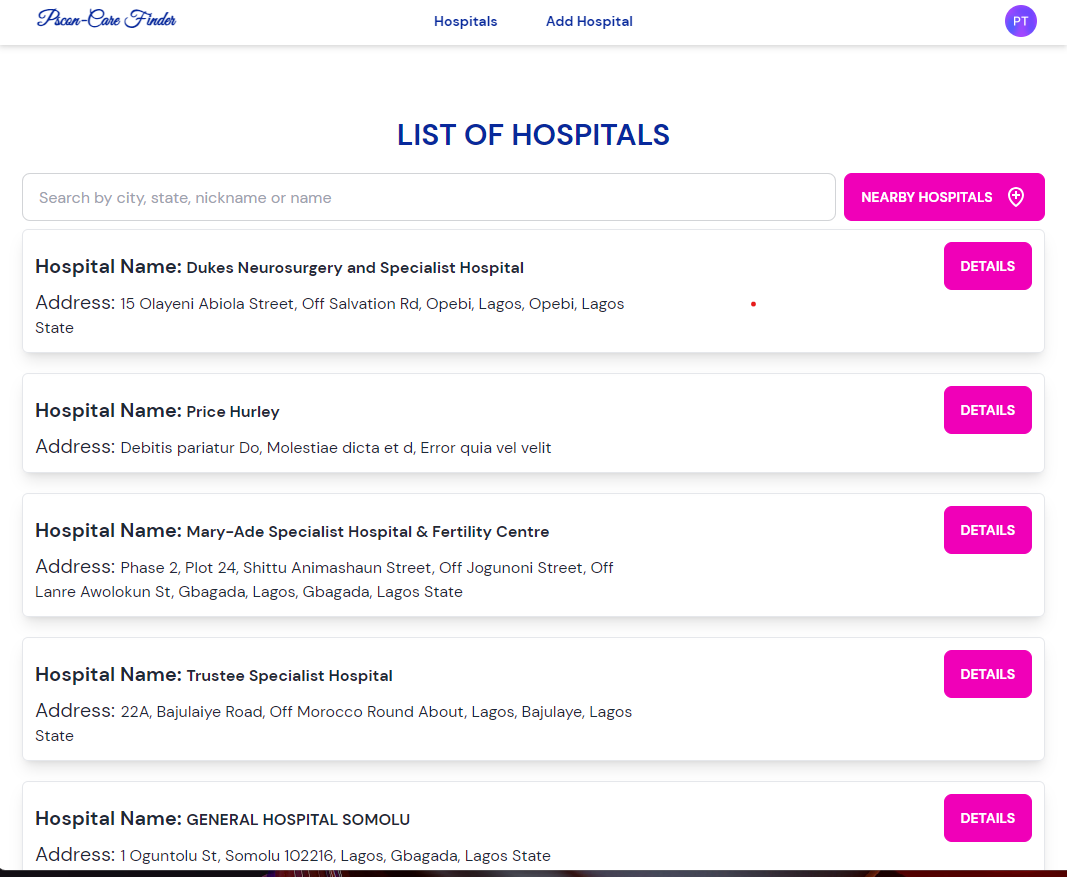 Pscon-Care Finder
Hospitals
Add Hospital
PT
LIST OF HOSPITALS
Search by city, state, nickname or name
NEARBY HOSPITALS
Hospital Name: Dukes Neurosurgery and Specialist Hospital
DETAILS
Address: 15 Olayeni Abiola Street, Off Salvation Rd, Opebi, Lagos, Opebi, Lagos
State
Hospital Name: Price Hurley
DETAILS
Address: Debitis pariatur Do, Molestiae dicta et d, Error quia vel velit
Hospital Name: Mary-Ade Specialist Hospital & Fertility Centre
DETAILS
Address: Phase 2, Plot 24, Shittu Animashaun Street, Off Jogunoni Street, Off
Lanre Awolokun St, Gbagada, Lagos, Gbagada, Lagos State
Hospital Name: Trustee Specialist Hospital
DETAILS
Address: 22A, Bajulaiye Road, Off Morocco Round About, Lagos, Bajulaye, Lagos
State
Hospital Name: GENERAL HOSPITAL SOMOLU
DETAILS
Address: 1 Oguntolu St, Somolu 102216, Lagos, Gbagada, Lagos State